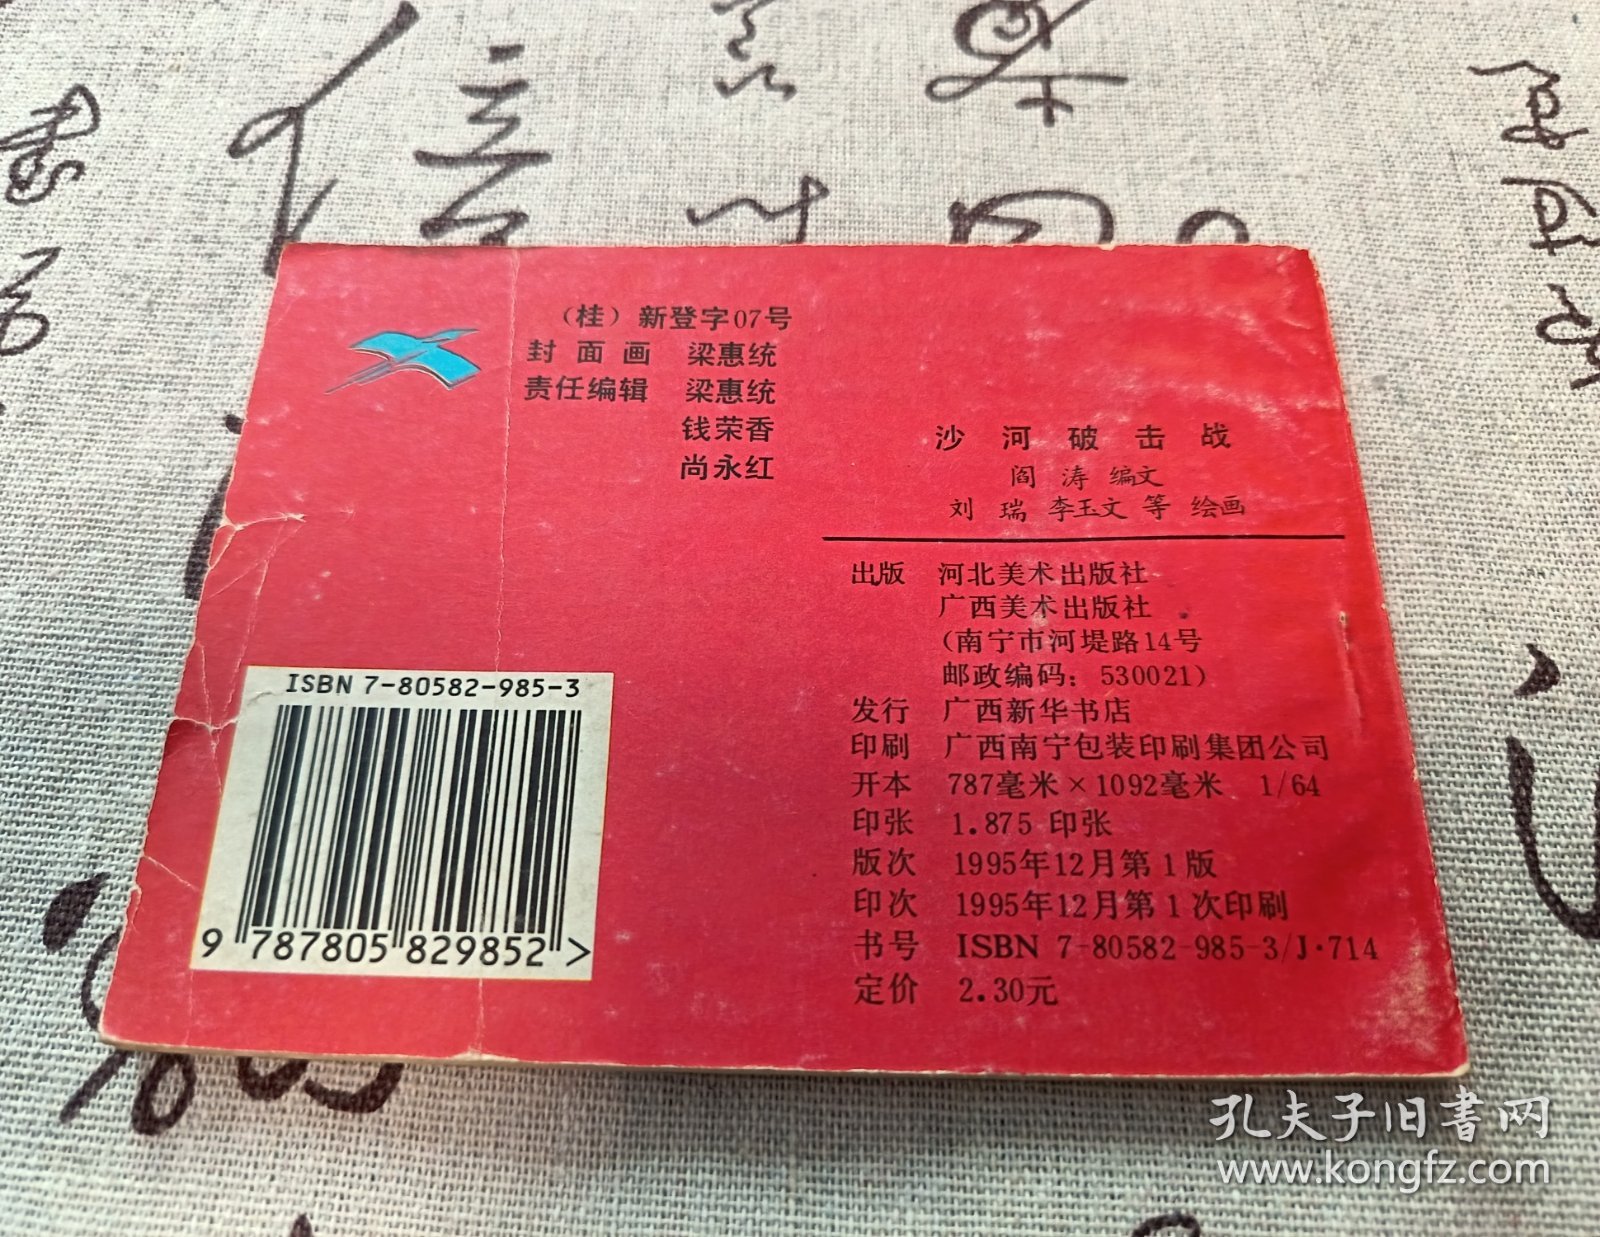 （桂）新登字07号
封面画 梁惠统
责任编辑 梁惠统
钱荣香
尚永红
沙河破击战
阎涛 编文
刘瑞 李玉文 等 绘画
出版 河北美术出版社
广西美术出版社
(南宁市河堤路14号
邮政编码：530021)
发行 广西新华书店
印刷 广西南宁包装印刷集团公司
开本 787毫米×1092毫米 1/64
印张 1.875 印张
版次 1995年12月第1版
印次 1995年12月第1次印刷
书号 ISBN 7-80582-985-3/J·714
定价 2.30元
ISBN 7-80582-985-3
9 787805 829852 >
孔夫子旧书网
www.kongfz.com